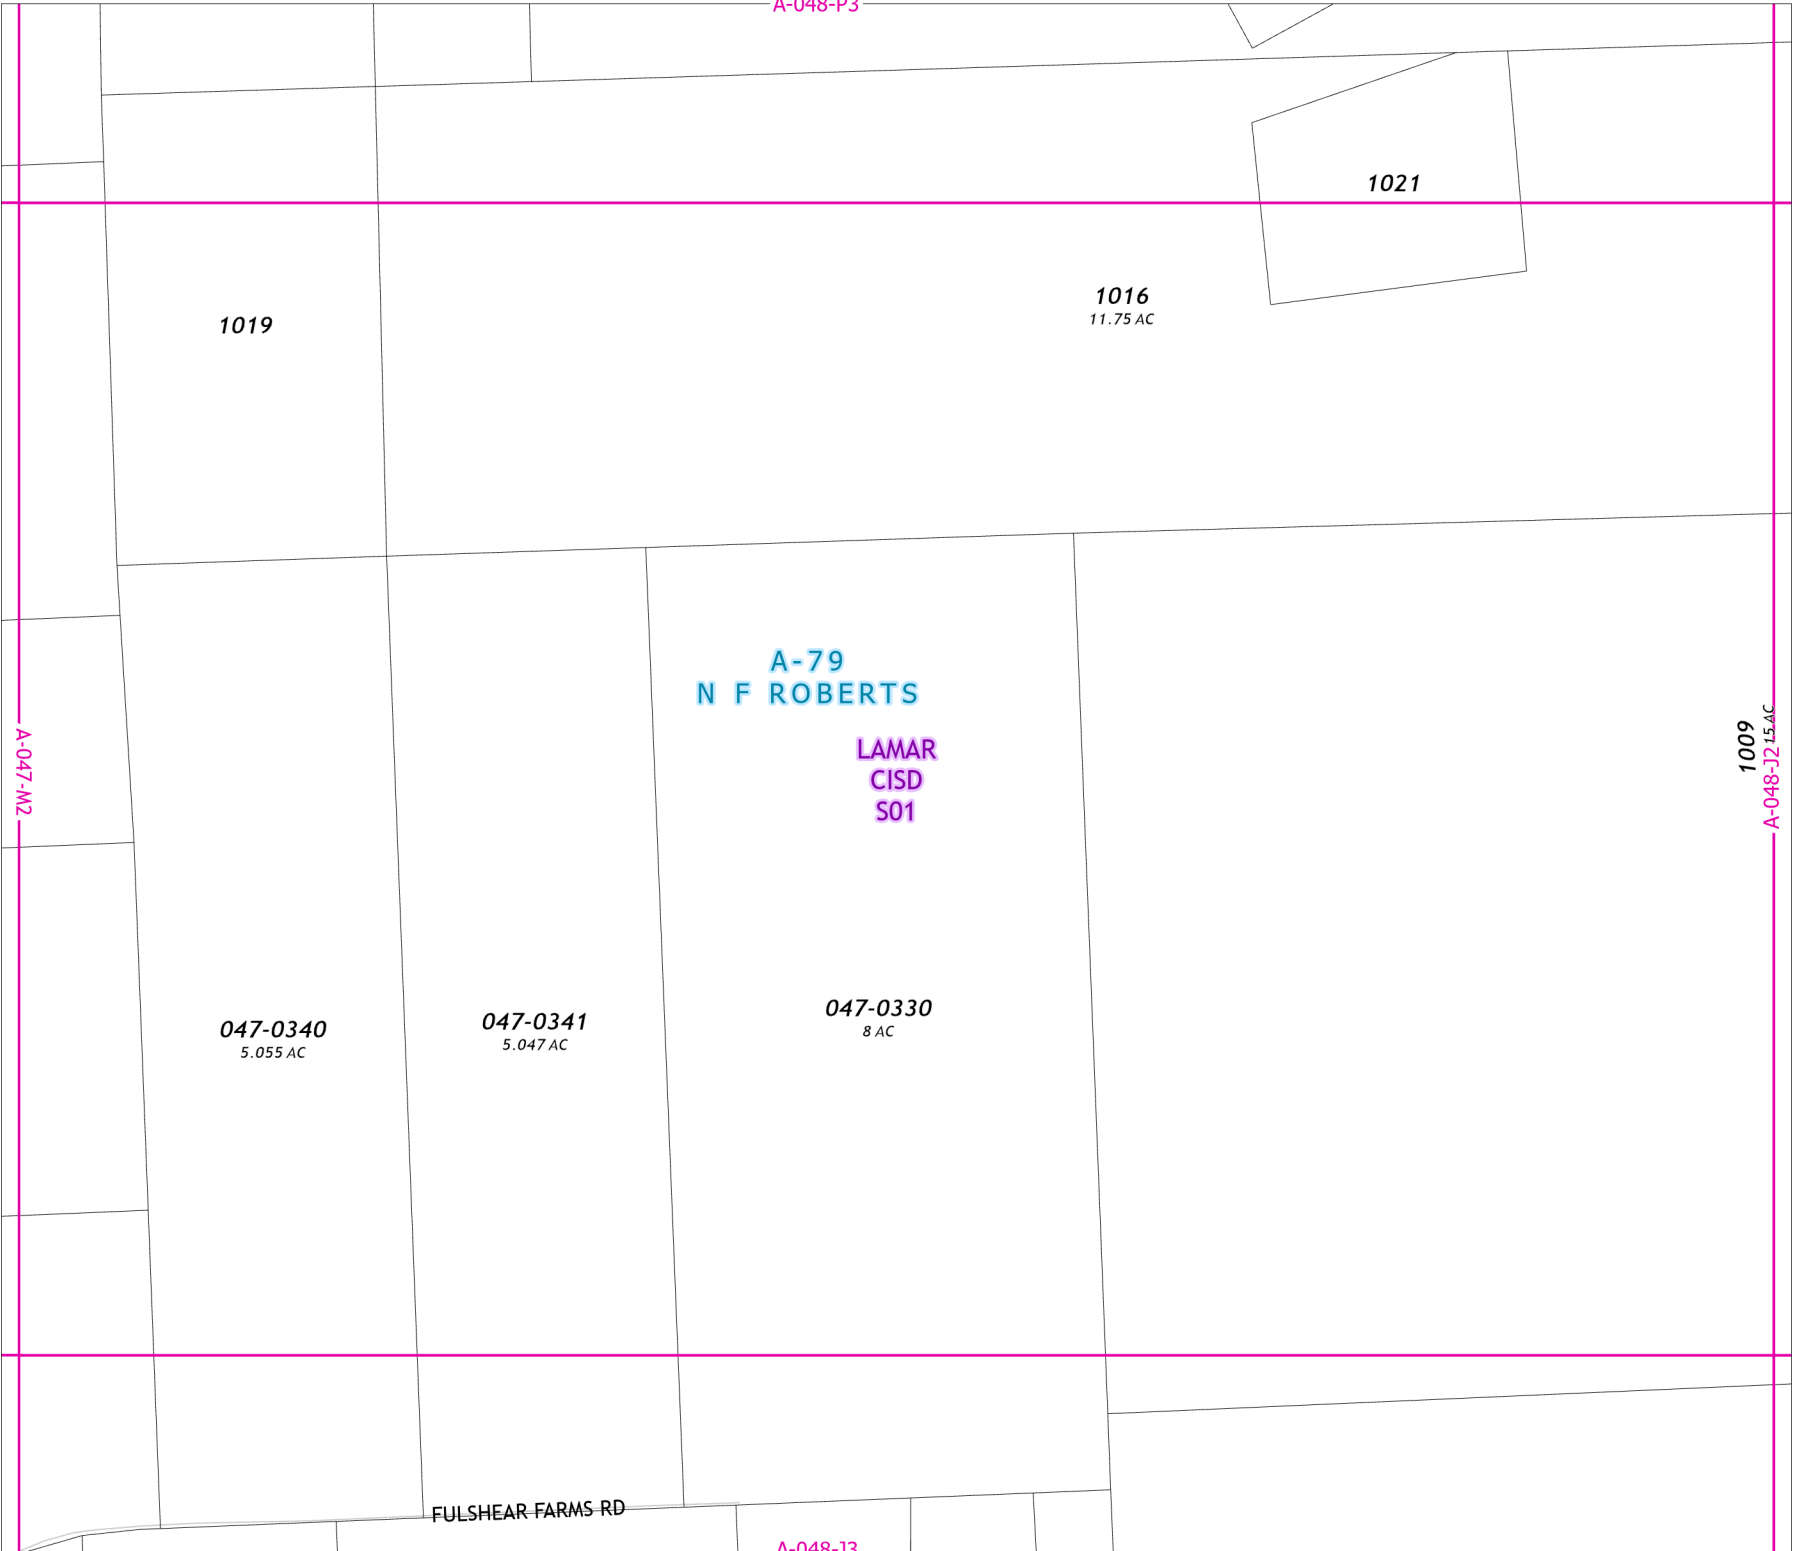 A-048-P3
1021
1016
11.75 AC
1019
A-79
N F ROBERTS
LAMAR
CISD
S01
A-047-M2
1009
15 AC
A-048-J2
047-0340
5.055 AC
047-0341
5.047 AC
047-0330
8 AC
FULSHEAR FARMS RD
A-048-J3